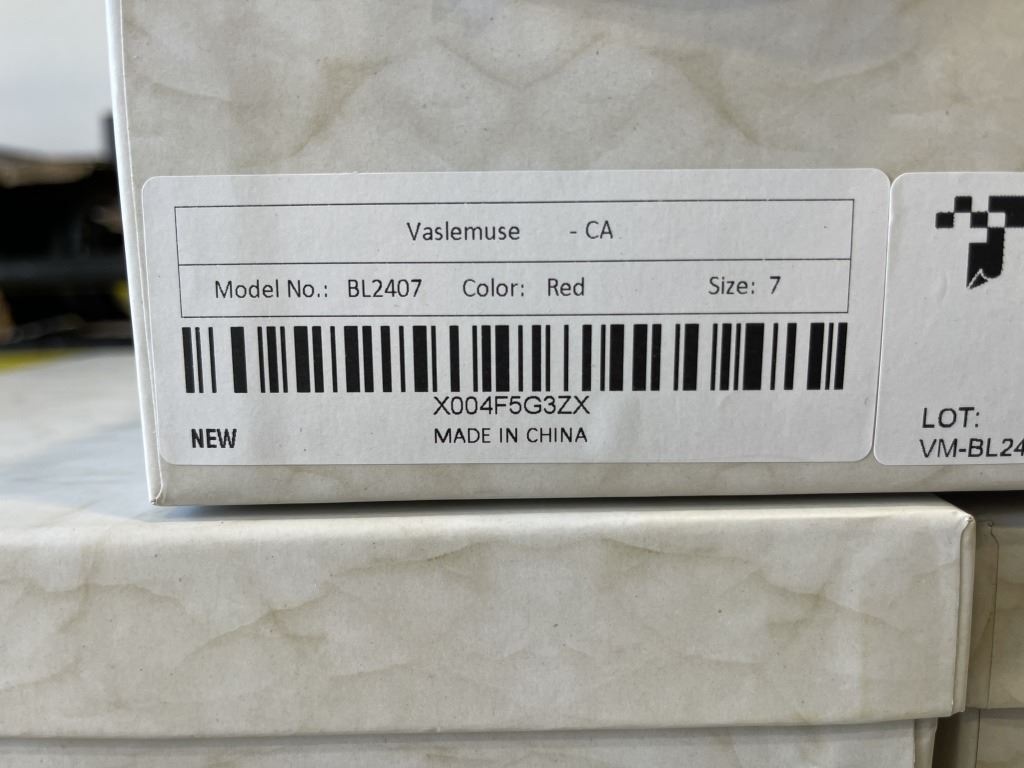 Vaslemuse - CA
Model No.: BL2407 Color: Red Size: 7
X004F5G3ZX
NEW MADE IN CHINA
LOT:
VM-BL24